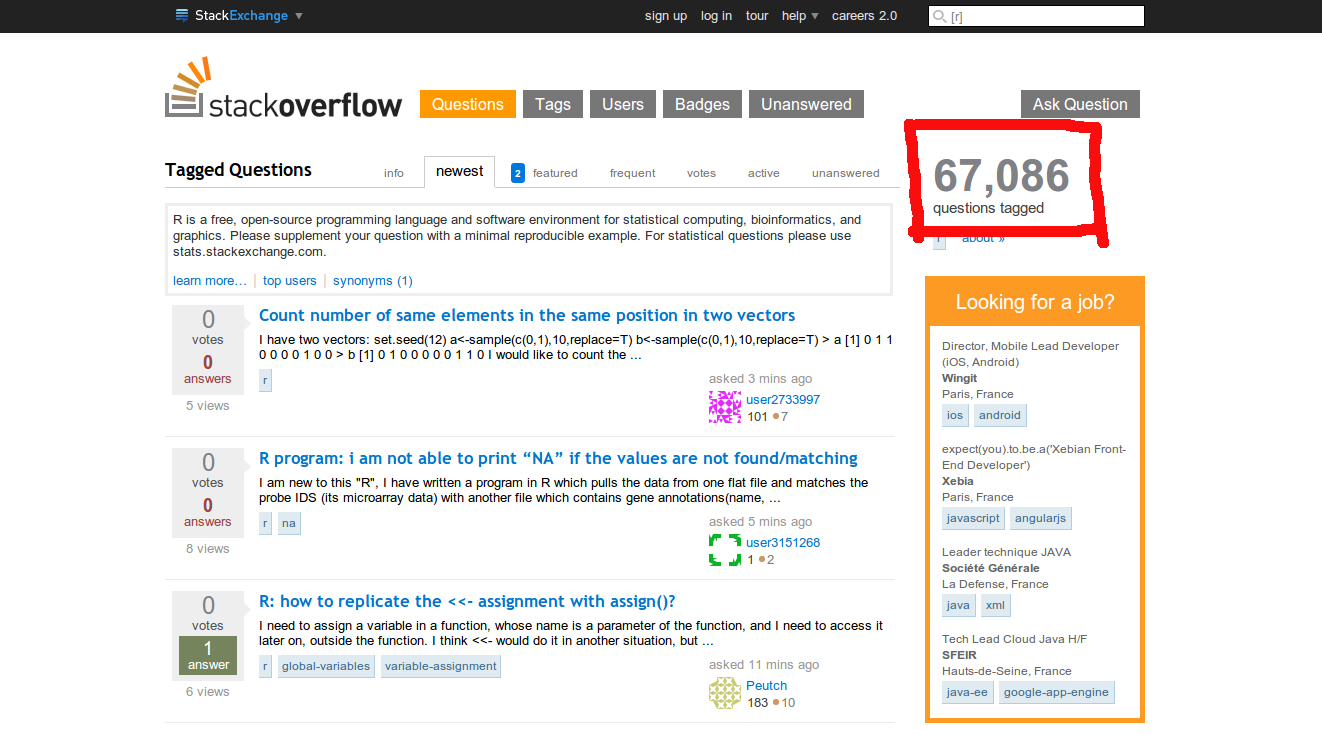 StackExchange ▼
sign up log in tour help ▼ careers 2.0
[r]
stackoverflow
Questions Tags Users Badges Unanswered
Ask Question
Tagged Questions
info newest 2 featured frequent votes active unanswered
67,086
questions tagged
r about »
R is a free, open-source programming language and software environment for statistical computing, bioinformatics, and
graphics. Please supplement your question with a minimal reproducible example. For statistical questions please use
stats.stackexchange.com.
learn more… | top users | synonyms (1)
0
votes
0
answers
5 views
Count number of same elements in the same position in two vectors
I have two vectors: set.seed(12) a<-sample(c(0,1),10,replace=T) b<-sample(c(0,1),10,replace=T) > a [1] 0 1 1
0 0 0 0 1 0 0 > b [1] 0 1 0 0 0 0 0 1 1 0 I would like to count the ...
r
asked 3 mins ago
user2733997
101 ●7
0
votes
0
answers
8 views
R program: i am not able to print “NA” if the values are not found/matching
I am new to this "R", I have written a program in R which pulls the data from one flat file and matches the
probe IDS (its microarray data) with another file which contains gene annotations(name, ...
r na
asked 5 mins ago
user3151268
1 ●2
0
votes
1
answer
6 views
R: how to replicate the <<- assignment with assign()?
I need to assign a variable in a function, whose name is a parameter of the function, and I need to access it
later on, outside the function. I think <<- would do it in another situation, but ...
r global-variables variable-assignment
asked 11 mins ago
Peutch
183 ●10
Looking for a job?
Director, Mobile Lead Developer
(iOS, Android)
Wingit
Paris, France
ios android
expect(you).to.be.a('Xebian Front-
End Developer')
Xebia
Paris, France
javascript angularjs
Leader technique JAVA
Société Générale
La Defense, France
java xml
Tech Lead Cloud Java H/F
SFEIR
Hauts-de-Seine, France
java-ee google-app-engine